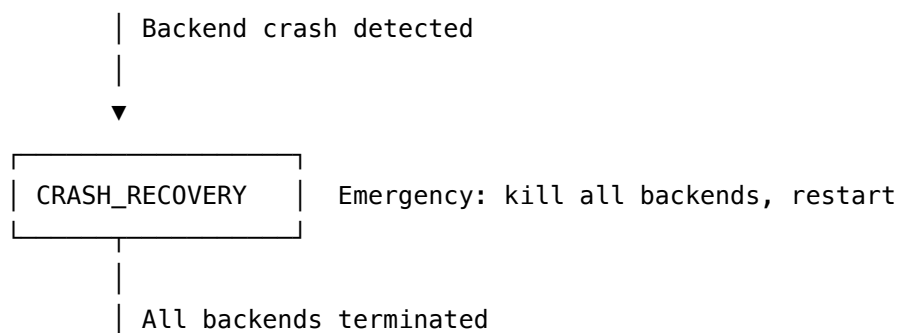 Backend crash detected
CRASH_RECOVERY Emergency: kill all backends, restart
All backends terminated